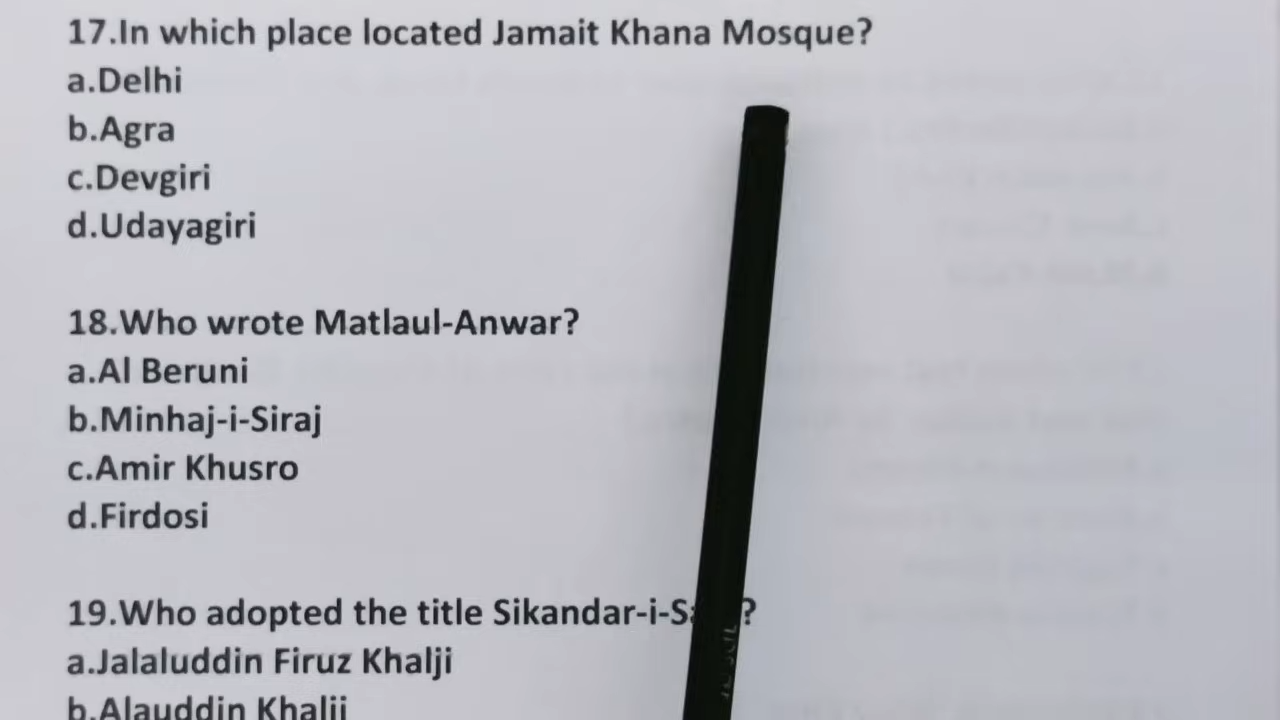 17.In which place located Jamait Khana Mosque?
a.Delhi
b.Agra
c.Devgiri
d.Udayagiri
18.Who wrote Matlaul-Anwar?
a.Al Beruni
b.Minhaj-i-Siraj
c.Amir Khusro
d.Firdosi
19.Who adopted the title ?
a.Jalaluddin Firuz Khalji
b.Alauddin Khalji